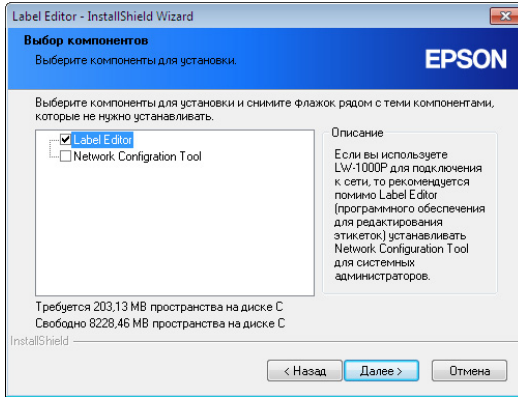 Label Editor - InstallShield Wizard
Выбор компонентов
Выберите компоненты для установки.
EPSON
Выберите компоненты для установки и снимите флажок рядом с теми компонентами,
которые не нужно устанавливать.
Label Editor
Network Configration Tool
Описание
Если вы используете
LW-1000P для подключения
к сети, то рекомендуется
помимо Label Editor
(программного обеспечения
для редактирования
этикеток) устанавливать
Network Configuration Tool
для системных
администраторов.
Требуется 203,13 MB пространства на диске C
Свободно 8228,46 MB пространства на диске C
InstallShield
< Назад
Далее >
Отмена